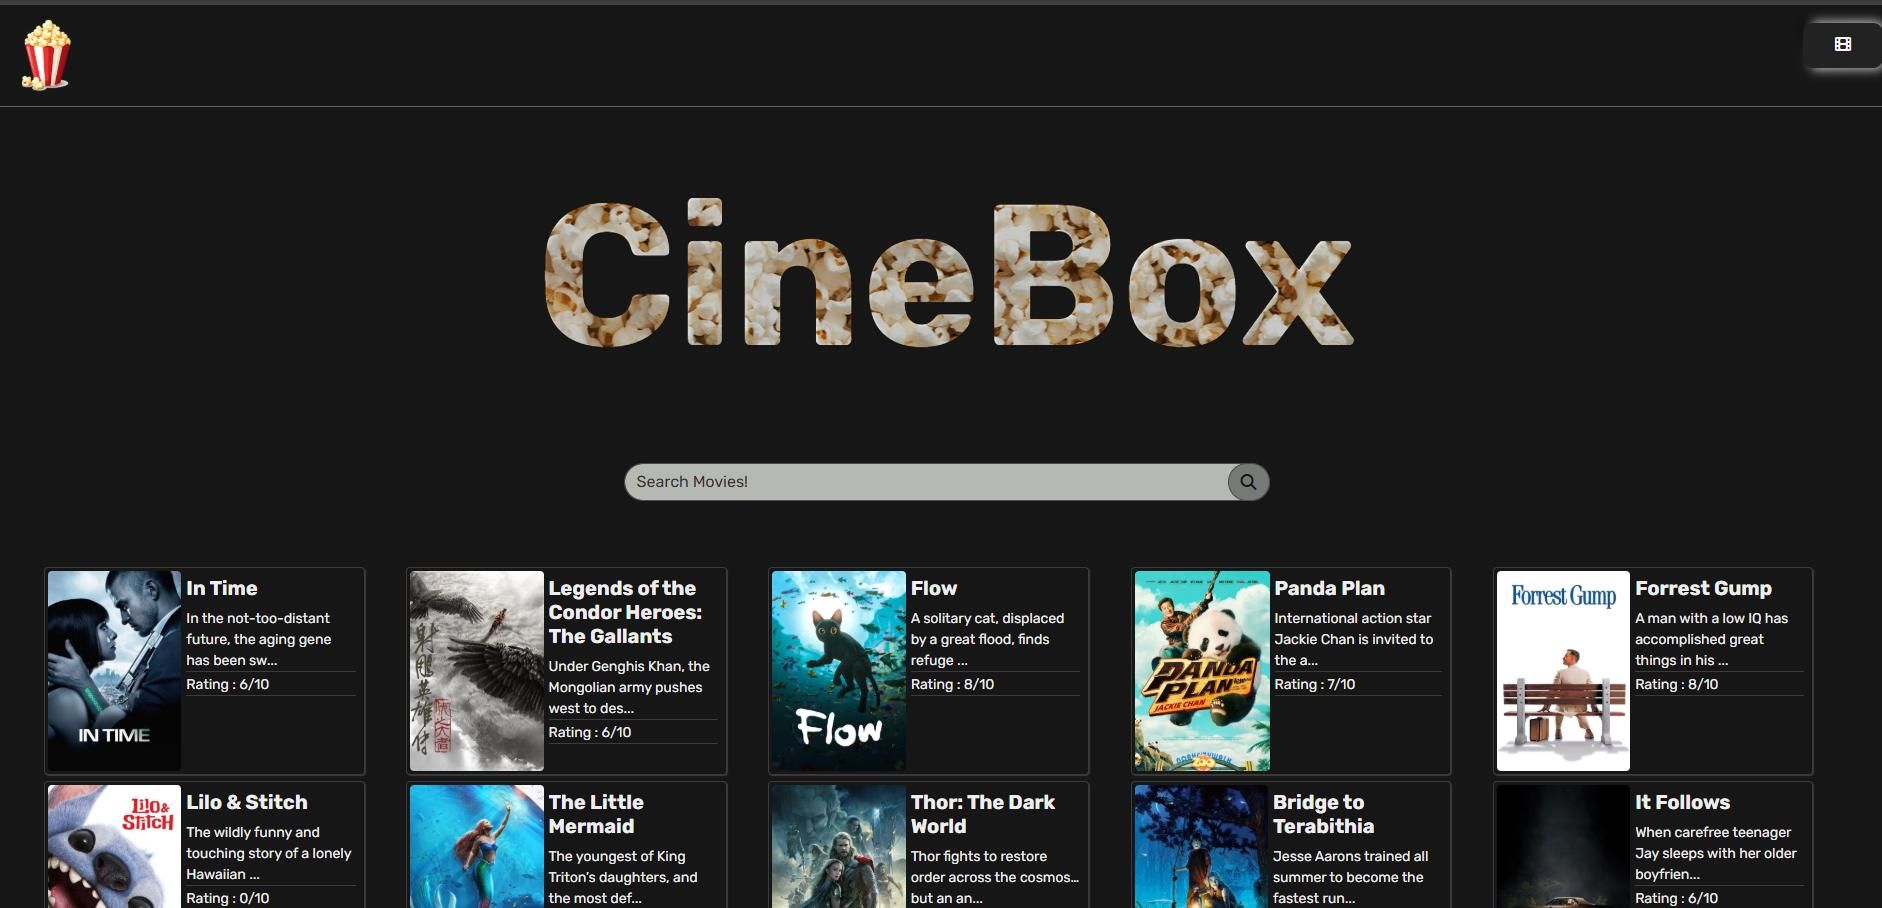 CineBox
Search Movies!
In Time
In the not-too-distant
future, the aging gene
has been sw...
Rating : 6/10
IN TIME
Legends of the
Condor Heroes:
The Gallants
Under Genghis Khan, the
Mongolian army pushes
west to des...
Rating : 6/10
射鵰英雄传
Flow
A solitary cat, displaced
by a great flood, finds
refuge ...
Rating : 8/10
Flow
Panda Plan
International action star
Jackie Chan is invited to
the a...
Rating : 7/10
PANDA
PLAN
JACKIE CHAN
Forrest Gump
Forrest Gump
A man with a low IQ has
accomplished great
things in his ...
Rating : 8/10
Lilo &
Stitch
Lilo & Stitch
The wildly funny and
touching story of a lonely
Hawaiian ...
Rating : 0/10
The Little
Mermaid
The youngest of King
Triton's daughters, and
the most def...
Thor: The Dark
World
Thor fights to restore
order across the cosmos...
but an an...
Bridge to
Terabithia
Jesse Aarons trained all
summer to become the
fastest run...
It Follows
When carefree teenager
Jay sleeps with her older
boyfrien...
Rating : 6/10